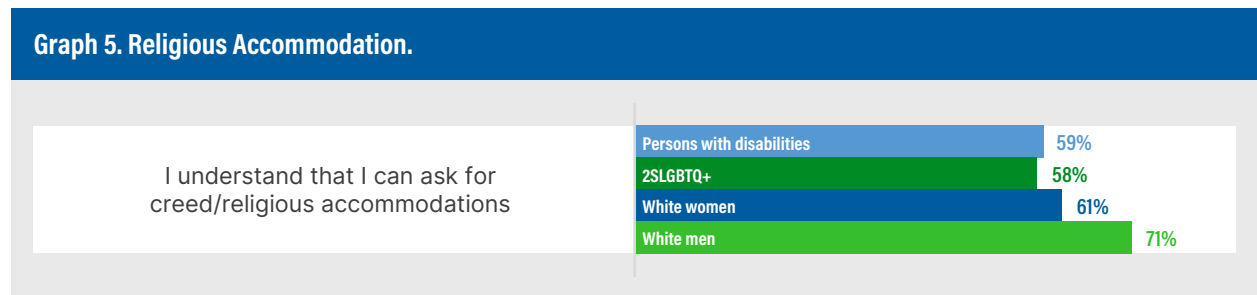 Graph 5. Religious Accommodation.
I understand that I can ask for
creed/religious accommodations
Persons with disabilities 59%
2SLGBTQ+ 58%
White women 61%
White men 71%